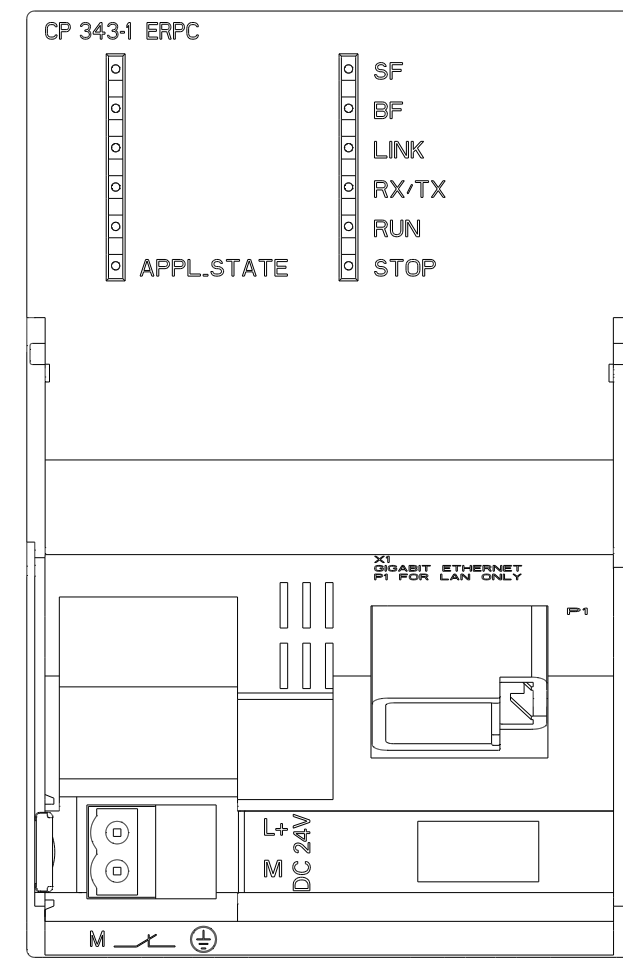 CP 343-1 ERPC
SF
BF
LINK
RX/TX
RUN
APPL.STATE STOP
X1
GIGABIT ETHERNET
P1 FOR LAN ONLY
P1
L+
M
DC 24V
M